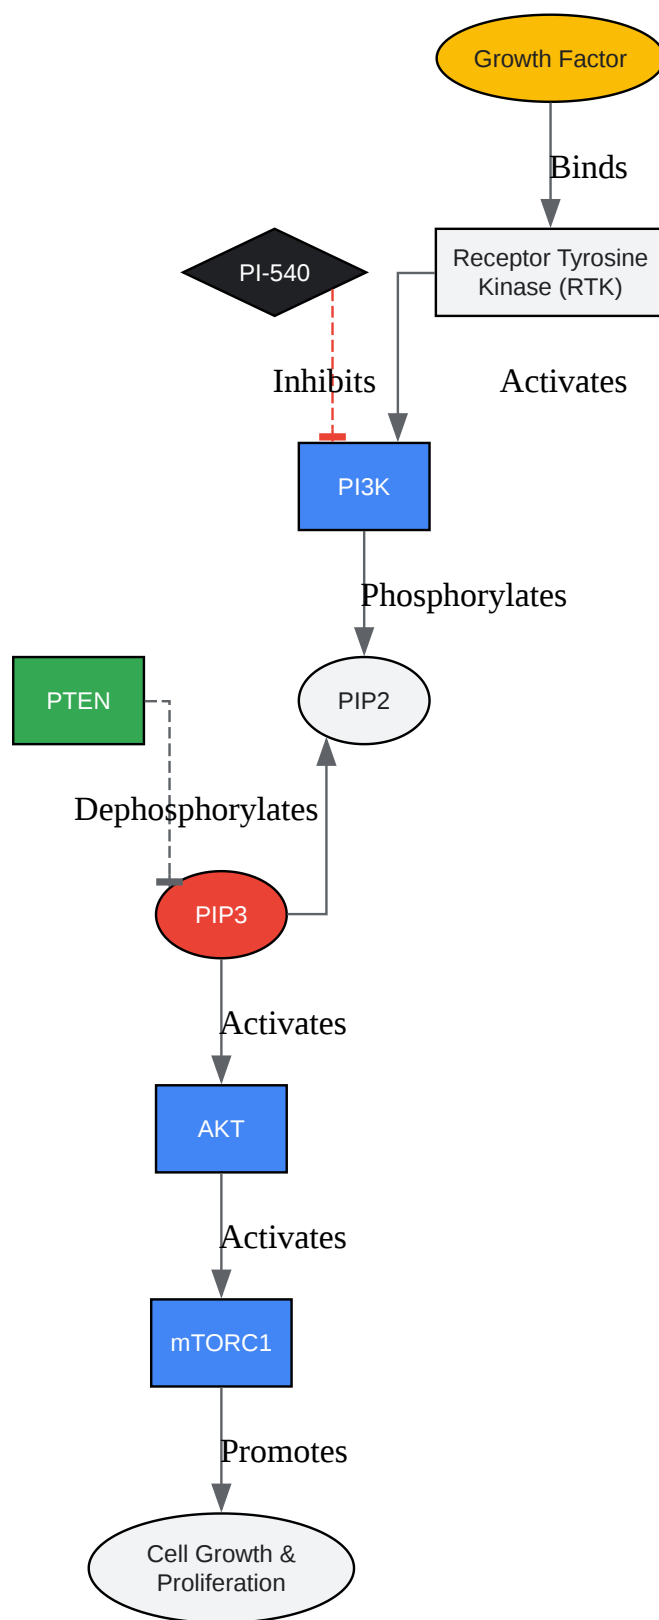 Growth Factor
Binds
PI-540
Receptor Tyrosine
Kinase (RTK)
Inhibits
Activates
PI3K
Phosphorylates
PTEN
PIP2
Dephosphorylates
PIP3
Activates
AKT
Activates
mTORC1
Promotes
Cell Growth &
Proliferation